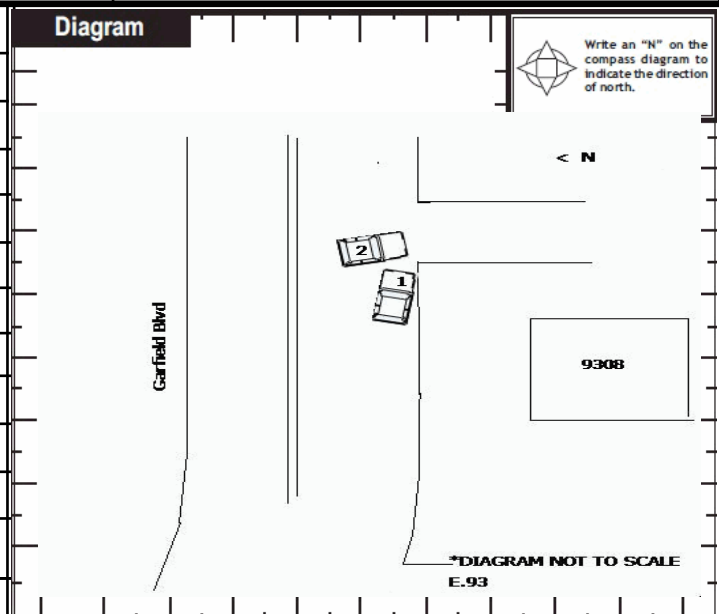 Diagram
Write an “N” on the
compass diagram to
indicate the direction
of north.
< N
2
1
Garfield Blvd
9308
*DIAGRAM NOT TO SCALE
E.93